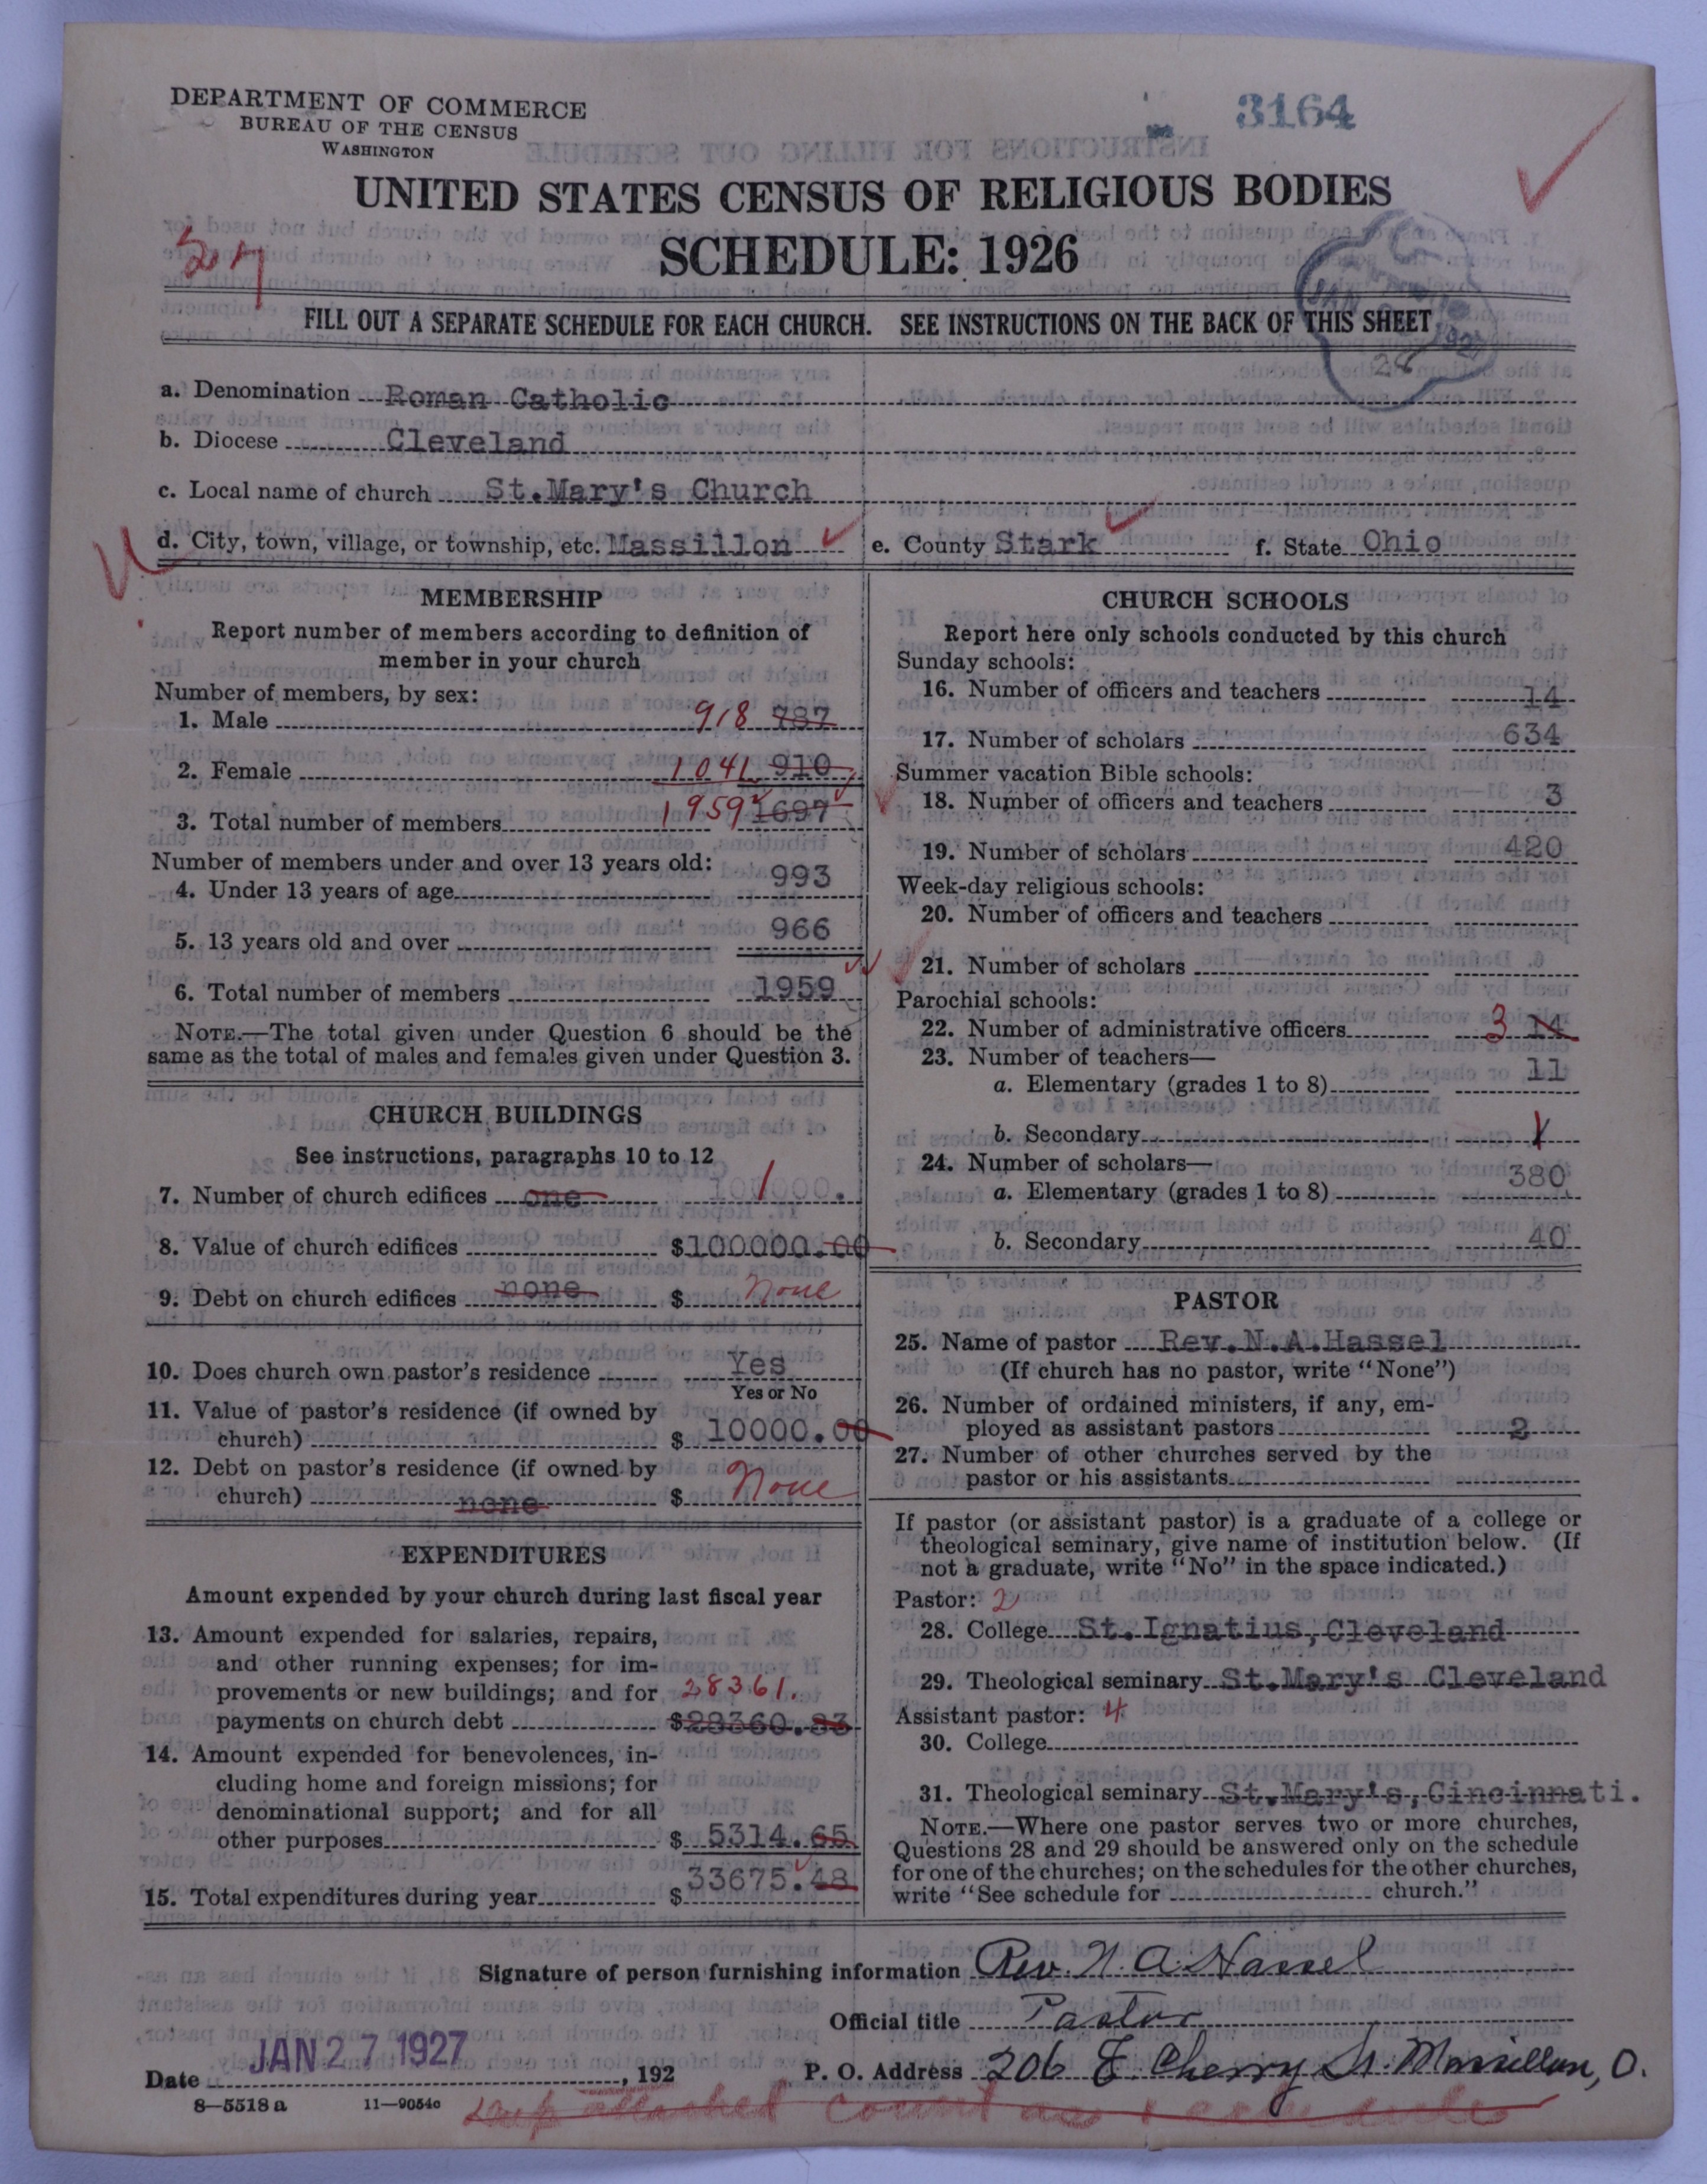 DEPARTMENT OF COMMERCE
BUREAU OF THE CENSUS
WASHINGTON
3164
UNITED STATES CENSUS OF RELIGIOUS BODIES
SCHEDULE: 1926
FILL OUT A SEPARATE SCHEDULE FOR EACH CHURCH. SEE INSTRUCTIONS ON THE BACK OF THIS SHEET
a. Denomination Roman Catholic
b. Diocese Cleveland
c. Local name of church St.Mary's Church
d. City, town, village, or township, etc. Massillon e. County Stark f. State Ohio
MEMBERSHIP
Report number of members according to definition of
member in your church
Number of members, by sex:
1. Male 918 787
2. Female 1041 910
3. Total number of members 1959 1697
Number of members under and over 13 years old:
4. Under 13 years of age 993
5. 13 years old and over 966
6. Total number of members 1959
NOTE.—The total given under Question 6 should be the
same as the total of males and females given under Question 3.
CHURCH BUILDINGS
See instructions, paragraphs 10 to 12
7. Number of church edifices one 1 100000.
8. Value of church edifices $100000.00
9. Debt on church edifices none $ None
10. Does church own pastor's residence Yes
Yes or No
11. Value of pastor's residence (if owned by
church) $ 10000.00
12. Debt on pastor's residence (if owned by
church) none $ None
EXPENDITURES
Amount expended by your church during last fiscal year
13. Amount expended for salaries, repairs,
and other running expenses; for im-
provements or new buildings; and for 28361.
payments on church debt $28360.83
14. Amount expended for benevolences, in-
cluding home and foreign missions; for
denominational support; and for all
other purposes $ 5314.65
15. Total expenditures during year $ 33675.48
CHURCH SCHOOLS
Report here only schools conducted by this church
Sunday schools:
16. Number of officers and teachers 14
17. Number of scholars 634
Summer vacation Bible schools:
18. Number of officers and teachers 3
19. Number of scholars 420
Week-day religious schools:
20. Number of officers and teachers
21. Number of scholars
Parochial schools:
22. Number of administrative officers 3 14
23. Number of teachers—
a. Elementary (grades 1 to 8) 11
b. Secondary
24. Number of scholars—
a. Elementary (grades 1 to 8) 380
b. Secondary 40
PASTOR
25. Name of pastor Rev.N.A.Hassel
(If church has no pastor, write "None")
26. Number of ordained ministers, if any, em-
ployed as assistant pastors 2
27. Number of other churches served by the
pastor or his assistants
If pastor (or assistant pastor) is a graduate of a college or
theological seminary, give name of institution below. (If
not a graduate, write "No" in the space indicated.)
Pastor: 2
28. College St.Ignatius,Cleveland
29. Theological seminary St.Mary's Cleveland
Assistant pastor: 4
30. College
31. Theological seminary St.Mary's,Cincinnati.
NOTE.—Where one pastor serves two or more churches,
Questions 28 and 29 should be answered only on the schedule
for one of the churches; on the schedules for the other churches,
write "See schedule for church."
Signature of person furnishing information Rev. N. A. Hassel
Official title Pastor
Date JAN 27 1927, 192 P. O. Address 206 E. Cherry St. Massillon, O.
8—5518 a 11—9054c
attached count as 1 schedule